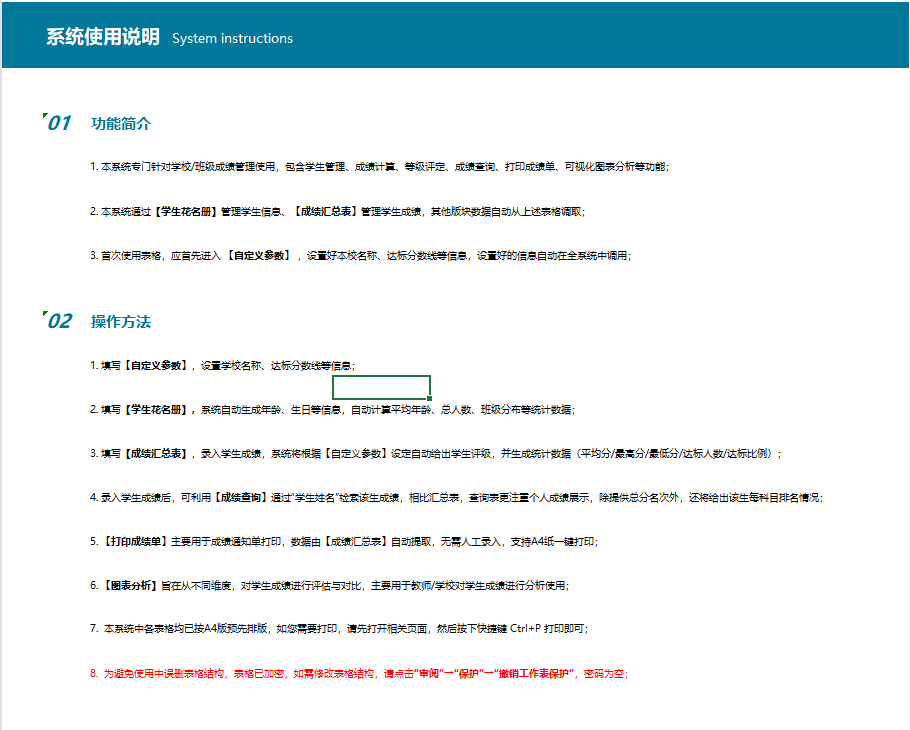 系统使用说明 System instructions
01 功能简介
1. 本系统专门针对学校/班级成绩管理使用，包含学生管理、成绩计算、等级评定、成绩查询、打印成绩单、可视化图表分析等功能；
2. 本系统通过【学生花名册】管理学生信息、【成绩汇总表】管理学生成绩，其他版块数据自动从上述表格调取；
3. 首次使用表格，应首先进入 【自定义参数】 ，设置好本校名称、达标分数线等信息，设置好的信息自动在全系统中调用；
02 操作方法
1. 填写【自定义参数】，设置学校名称、达标分数线等信息；
2. 填写【学生花名册】，系统自动生成年龄、生日等信息，自动计算平均年龄、总人数、班级分布等统计数据；
3. 填写【成绩汇总表】，录入学生成绩，系统将根据【自定义参数】设定自动给出学生评级，并生成统计数据（平均分/最高分/最低分/达标人数/达标比例）；
4. 录入学生成绩后，可利用【成绩查询】通过“学生姓名”检索该生成绩，相比汇总表，查询表更注重个人成绩展示，除提供总分名次外，还将给出该生每科目排名情况；
5. 【打印成绩单】主要用于成绩通知单打印，数据由【成绩汇总表】自动提取，无需人工录入，支持A4纸一键打印；
6. 【图表分析】旨在从不同维度，对学生成绩进行评估与对比，主要用于教师/学校对学生成绩进行分析使用；
7. 本系统中各表格均已按A4版预先排版，如您需要打印，请先打开相关页面，然后按下快捷键 Ctrl+P 打印即可；
8. 为避免使用中误删表格结构，表格已加密，如需修改表格结构，请点击“审阅”→“保护”→“撤销工作表保护”，密码为空；